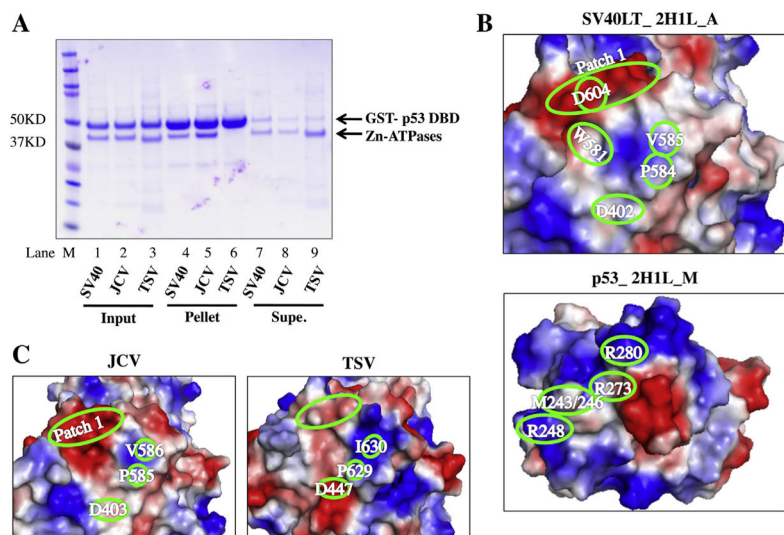 A
50KD
37KD
GST- p53 DBD
Zn-ATPases
Lane M 1 2 3 4 5 6 7 8 9
SV40 JCV TSV SV40 JCV TSV SV40 JCV TSV
Input Pellet Supe.
B
SV40LT_ 2H1L_A
Patch 1
D604
W581
V585
P584
D402
p53_ 2H1L_M
R280
R273
M243/246
R248
C
JCV
Patch 1
V586
P585
D403
TSV
I630
P629
D447